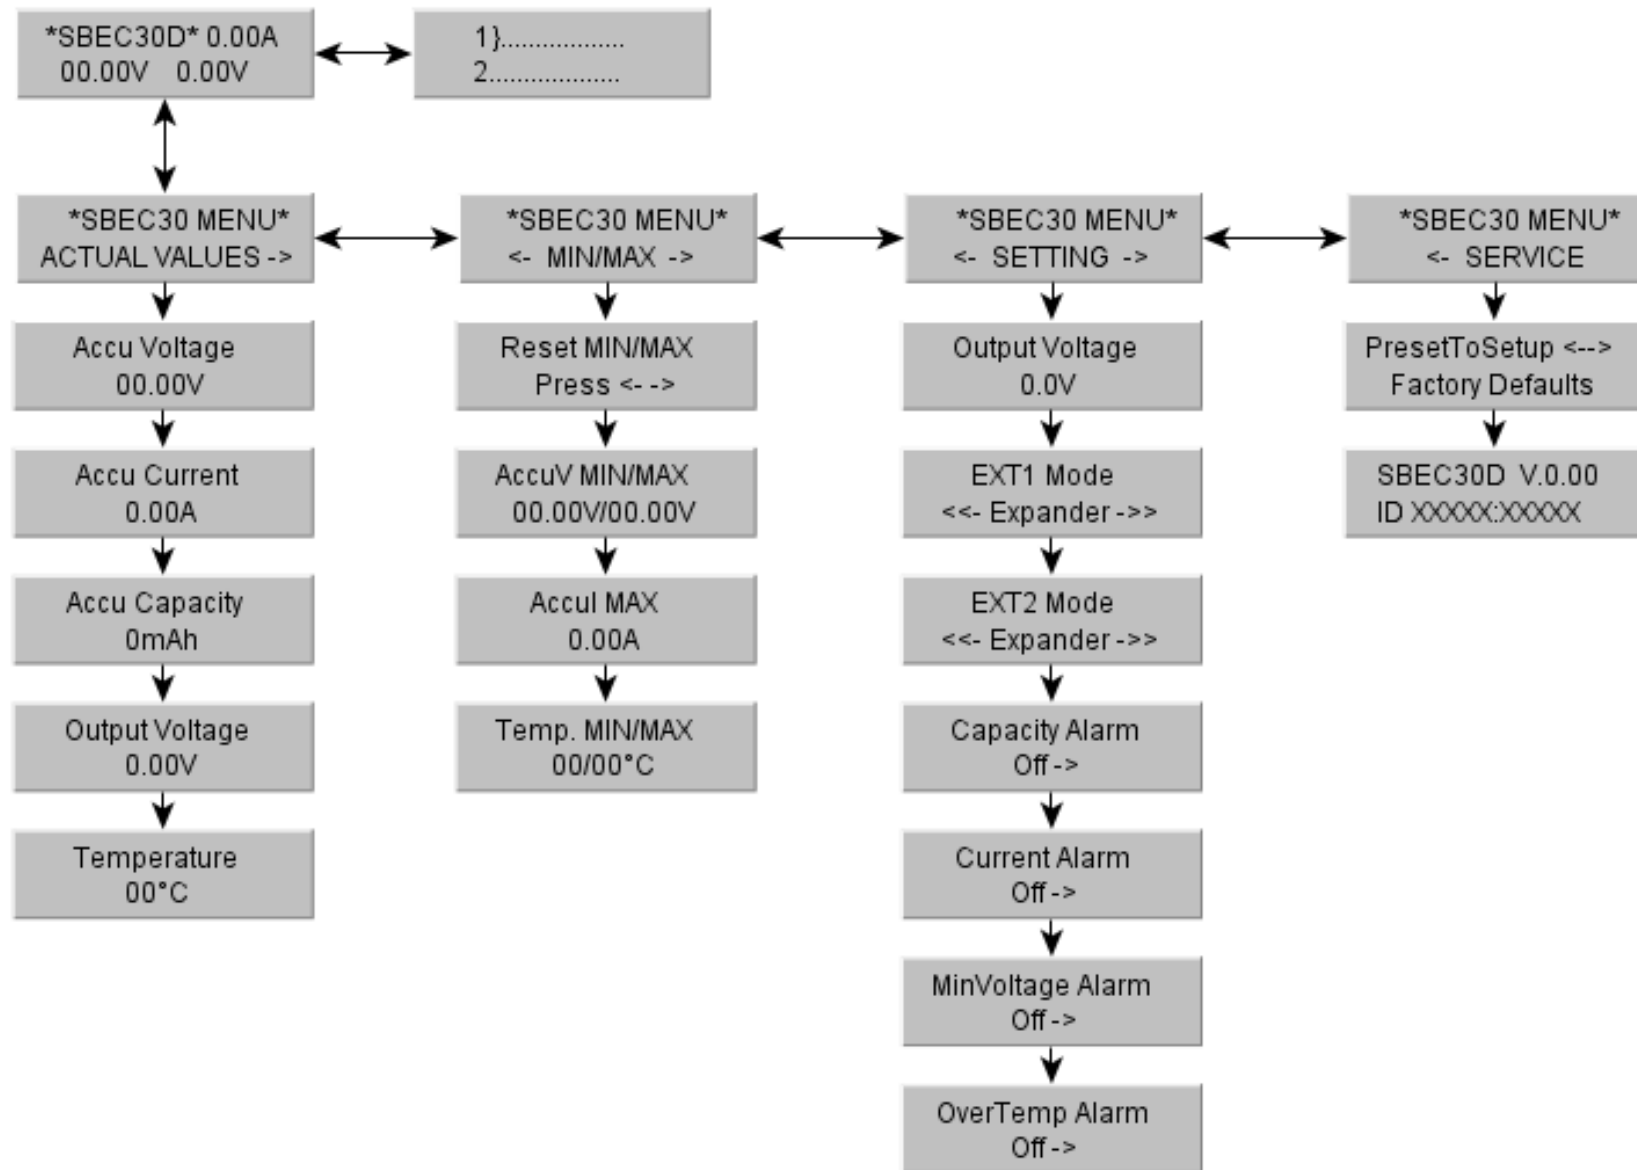 *SBEC30D* 0.00A
00.00V 0.00V
1}..................
2...................
*SBEC30 MENU*
ACTUAL VALUES ->
Accu Voltage
00.00V
Accu Current
0.00A
Accu Capacity
0mAh
Output Voltage
0.00V
Temperature
00°C
*SBEC30 MENU*
<- MIN/MAX ->
Reset MIN/MAX
Press <- ->
AccuV MIN/MAX
00.00V/00.00V
AccuI MAX
0.00A
Temp. MIN/MAX
00/00°C
*SBEC30 MENU*
<- SETTING ->
Output Voltage
0.0V
EXT1 Mode
<<- Expander ->>
EXT2 Mode
<<- Expander ->>
Capacity Alarm
Off ->
Current Alarm
Off ->
MinVoltage Alarm
Off ->
OverTemp Alarm
Off ->
*SBEC30 MENU*
<- SERVICE
PresetToSetup <-->
Factory Defaults
SBEC30D V.0.00
ID XXXXX:XXXXX